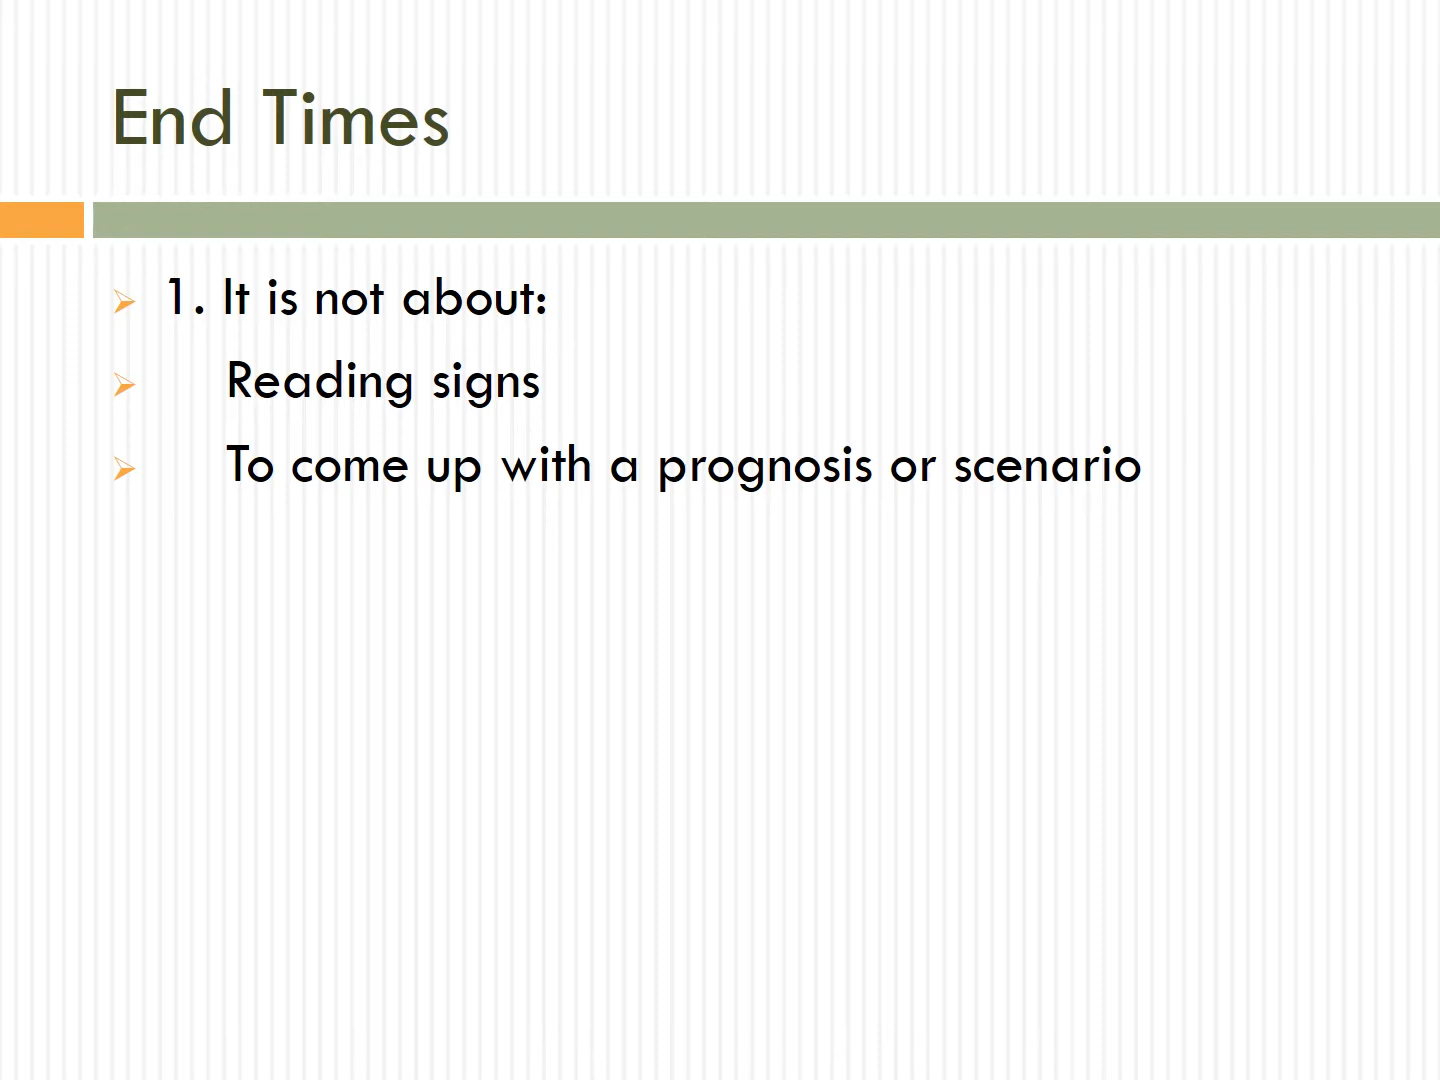 End Times
1. It is not about:
Reading signs
To come up with a prognosis or scenario